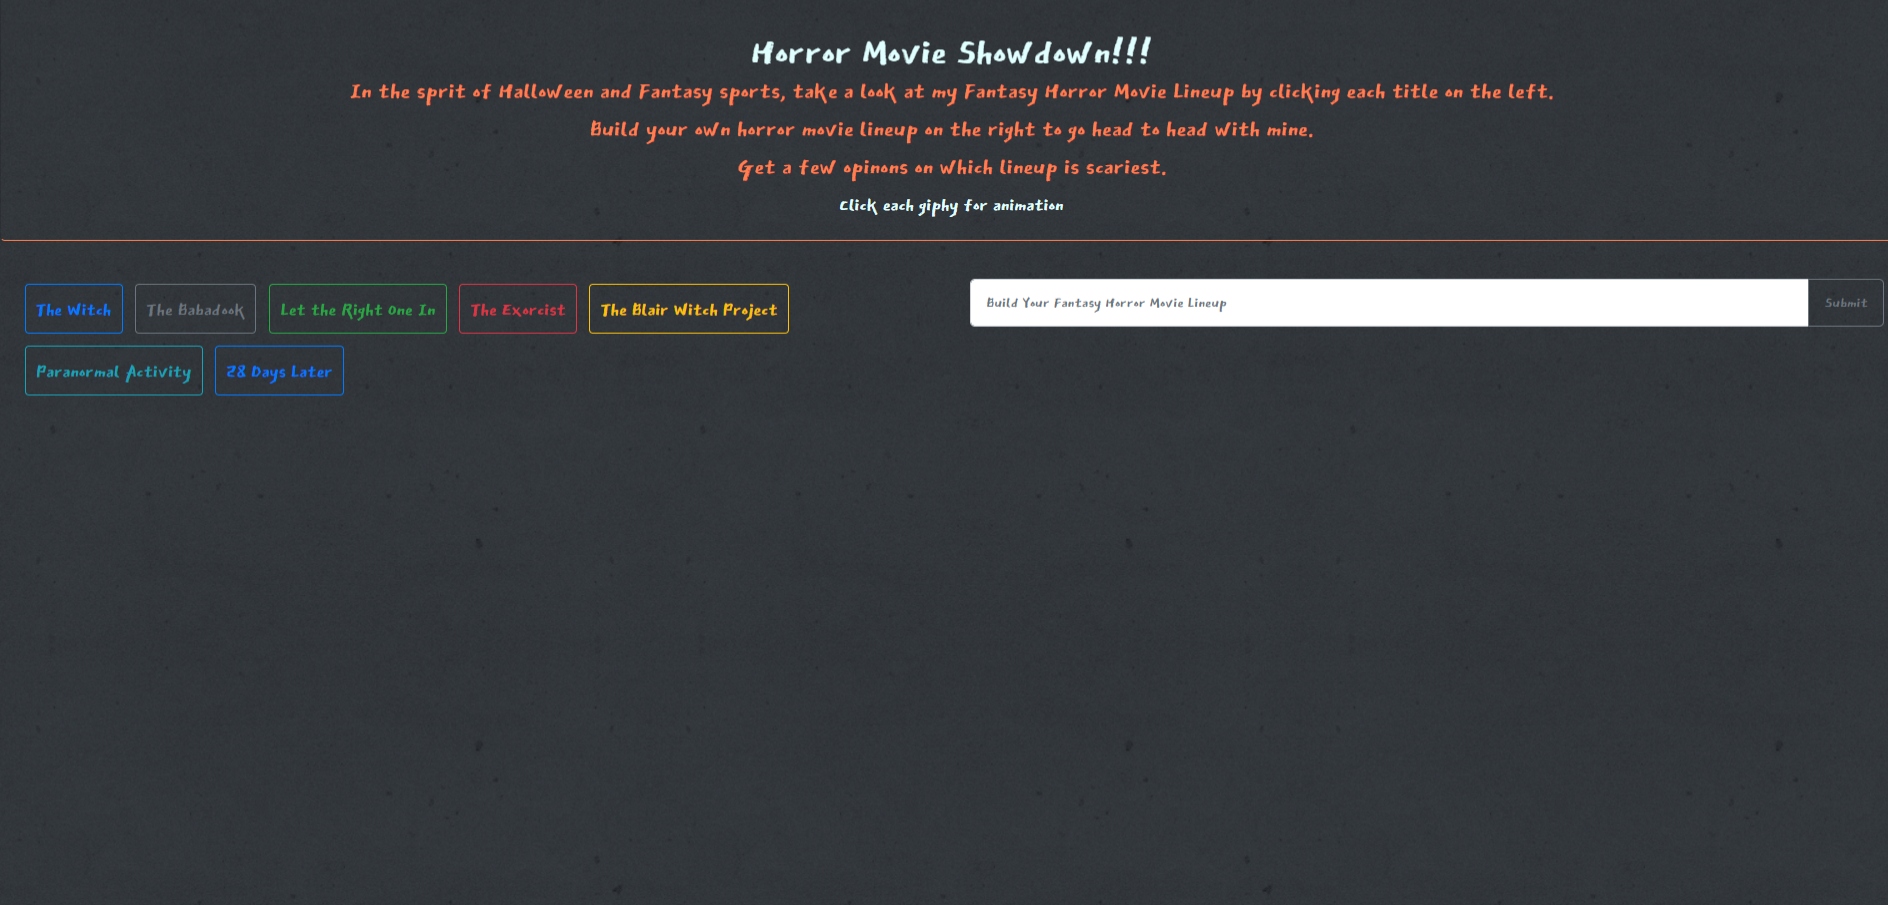 Horror Movie Showdown!!!
In the sprit of Halloween and Fantasy sports, take a look at my Fantasy Horror Movie Lineup by clicking each title on the left.
Build your own horror movie lineup on the right to go head to head with mine.
Get a few opinons on which lineup is scariest.
Click each giphy for animation
The Witch The Babadook Let the Right One In The Exorcist The Blair Witch Project
Build Your Fantasy Horror Movie Lineup Submit
Paranormal Activity 28 Days Later